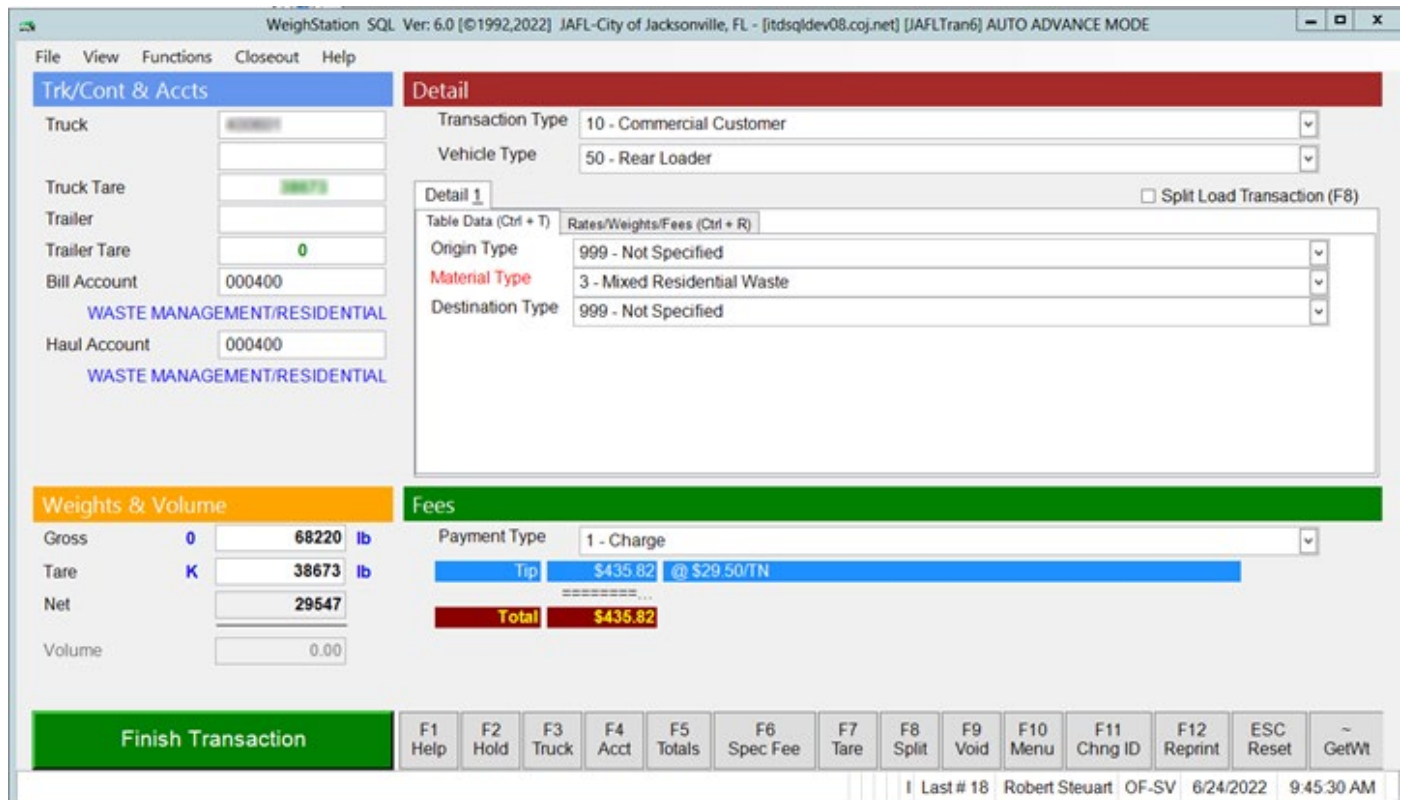 WeighStation SQL Ver: 6.0 [©1992,2022] JAFL-City of Jacksonville, FL - [itdsqldev08.coj.net] [JAFLTran6] AUTO ADVANCE MODE
File View Functions Closeout Help
Trk/Cont & Accts
Truck
Truck Tare 38673
Trailer
Trailer Tare 0
Bill Account 000400
WASTE MANAGEMENT/RESIDENTIAL
Haul Account 000400
WASTE MANAGEMENT/RESIDENTIAL
Detail
Transaction Type 10 - Commercial Customer
Vehicle Type 50 - Rear Loader
Detail 1 Split Load Transaction (F8)
Table Data (Ctrl + T) Rates/Weights/Fees (Ctrl + R)
Origin Type 999 - Not Specified
Material Type 3 - Mixed Residential Waste
Destination Type 999 - Not Specified
Weights & Volume
Gross 0 68220 lb
Tare K 38673 lb
Net 29547
Volume 0.00
Fees
Payment Type 1 - Charge
Tip $435.82 @ $29.50/TN
========...
Total $435.82
Finish Transaction
F1 Help F2 Hold F3 Truck F4 Acct F5 Totals F6 Spec Fee F7 Tare F8 Split F9 Void F10 Menu F11 Chng ID F12 Reprint ESC Reset ~ GetWt
I Last # 18 Robert Steuart OF-SV 6/24/2022 9:45:30 AM